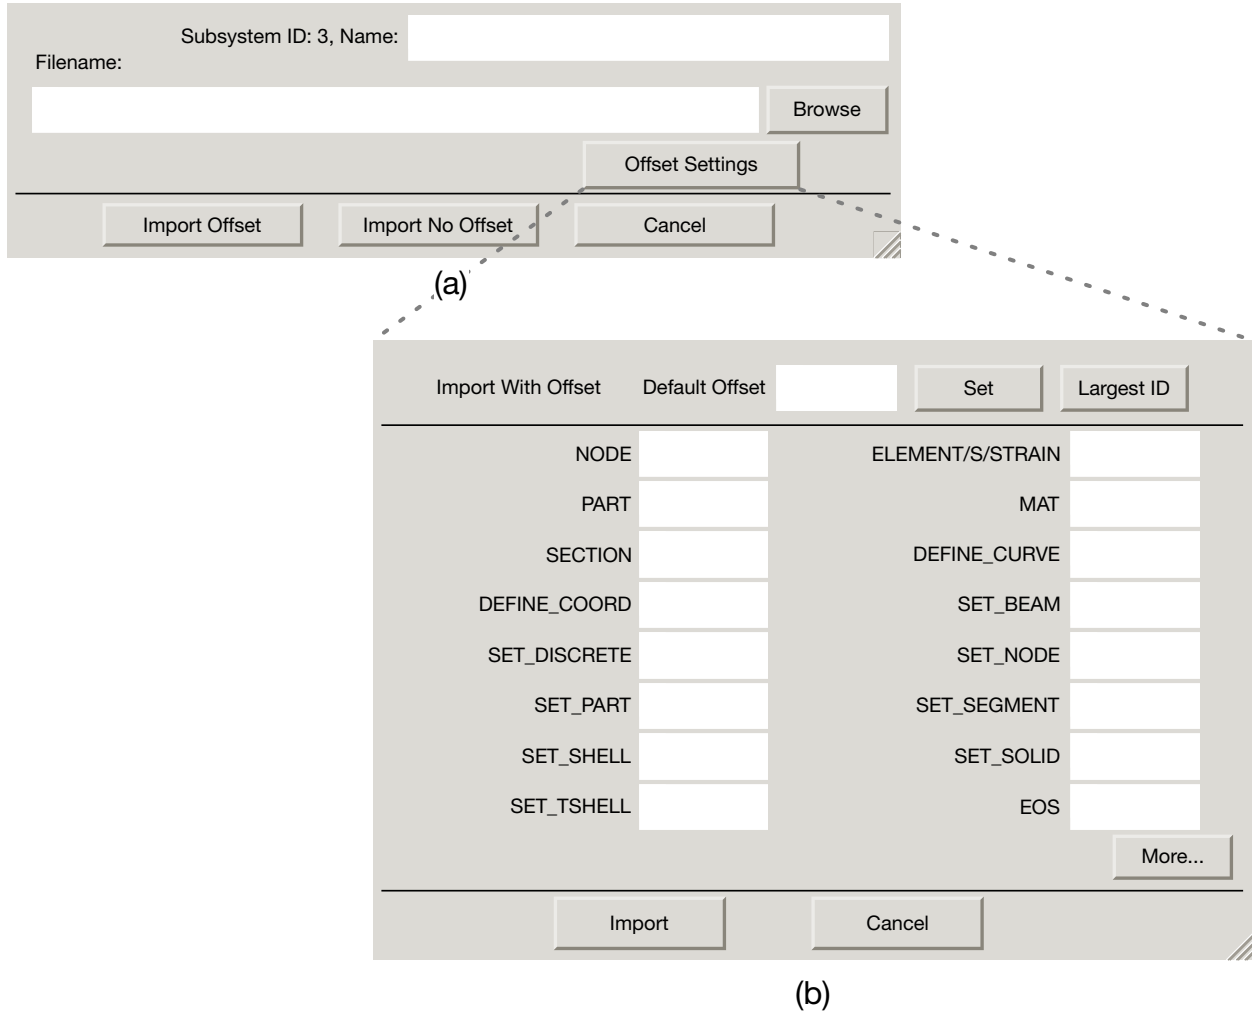 Subsystem ID: 3, Name:
Filename:
Browse
Offset Settings
Import Offset Import No Offset Cancel
(a)
Import With Offset Default Offset Set Largest ID
NODE ELEMENT/S/STRAIN
PART MAT
SECTION DEFINE_CURVE
DEFINE_COORD SET_BEAM
SET_DISCRETE SET_NODE
SET_PART SET_SEGMENT
SET_SHELL SET_SOLID
SET_TSHELL EOS
More...
Import Cancel
(b)